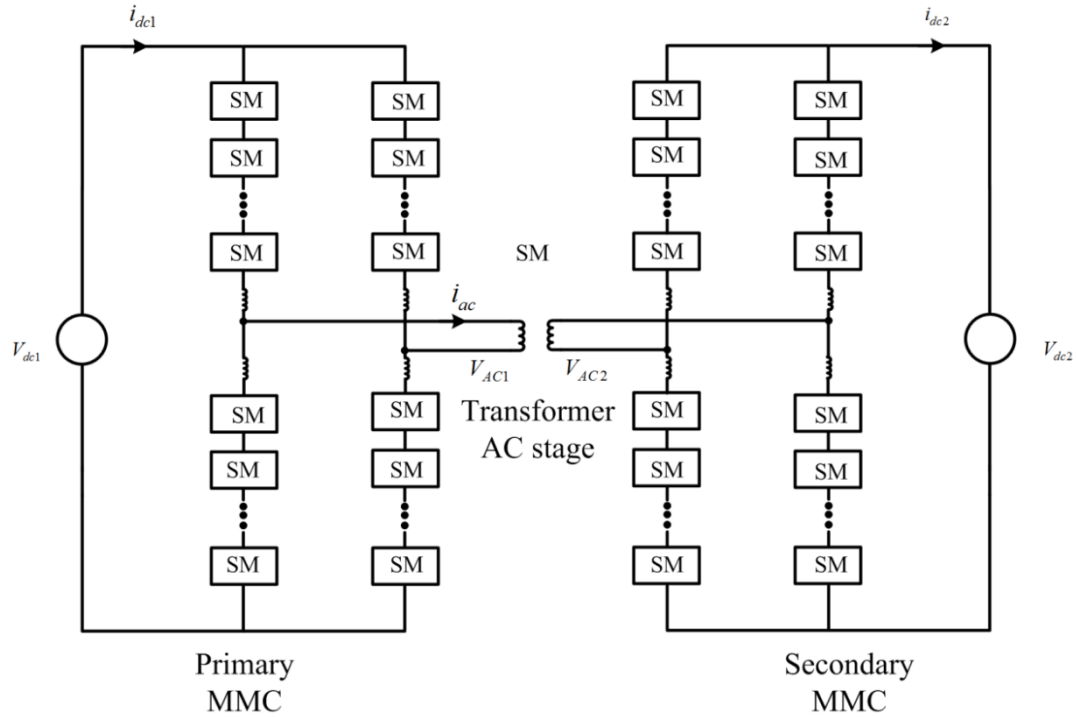 i_dc1
i_dc2
SM SM SM SM
SM SM SM SM
SM SM SM SM SM
i_ac
V_dc1 V_AC1 V_AC2 V_dc2
Transformer
AC stage
SM SM SM SM
SM SM SM SM
SM SM SM SM
Primary
MMC
Secondary
MMC